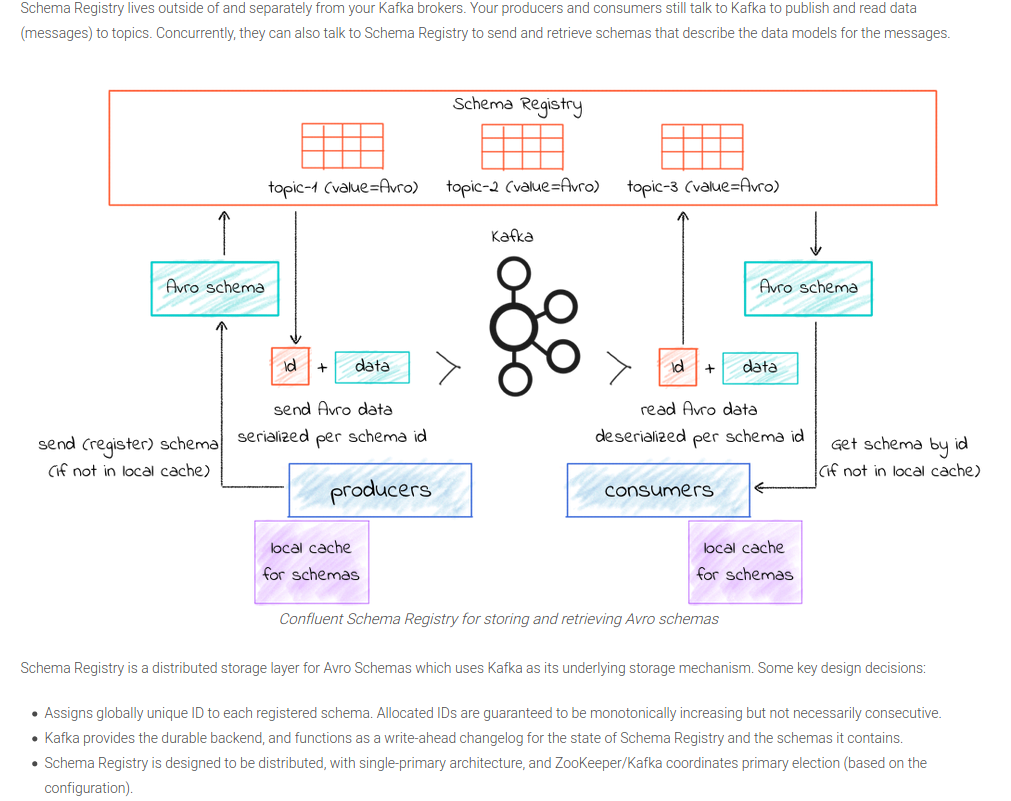 Schema Registry lives outside of and separately from your Kafka brokers. Your producers and consumers still talk to Kafka to publish and read data
(messages) to topics. Concurrently, they can also talk to Schema Registry to send and retrieve schemas that describe the data models for the messages.
Schema Registry
topic-1 (value=Avro)
topic-2 (value=Avro)
topic-3 (value=Avro)
Kafka
Avro schema
Avro schema
id
+
data
id
+
data
send Avro data
serialized per schema id
read Avro data
deserialized per schema id
send (register) schema
(if not in local cache)
Get schema by id
(if not in local cache)
producers
consumers
local cache
for schemas
local cache
for schemas
Confluent Schema Registry for storing and retrieving Avro schemas
Schema Registry is a distributed storage layer for Avro Schemas which uses Kafka as its underlying storage mechanism. Some key design decisions:
• Assigns globally unique ID to each registered schema. Allocated IDs are guaranteed to be monotonically increasing but not necessarily consecutive.
• Kafka provides the durable backend, and functions as a write-ahead changelog for the state of Schema Registry and the schemas it contains.
• Schema Registry is designed to be distributed, with single-primary architecture, and ZooKeeper/Kafka coordinates primary election (based on the
configuration).